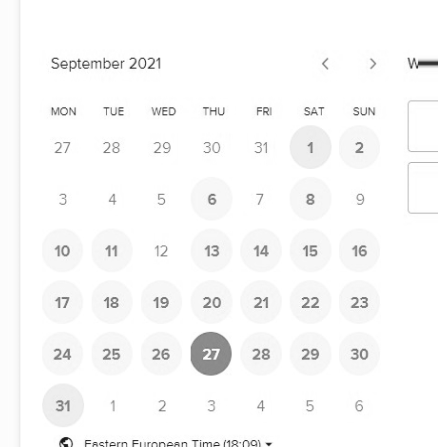 September 2021
MON TUE WED THU FRI SAT SUN
27 28 29 30 31 1 2
3 4 5 6 7 8 9
10 11 12 13 14 15 16
17 18 19 20 21 22 23
24 25 26 27 28 29 30
31 1 2 3 4 5 6
Eastern European Time (18:09)